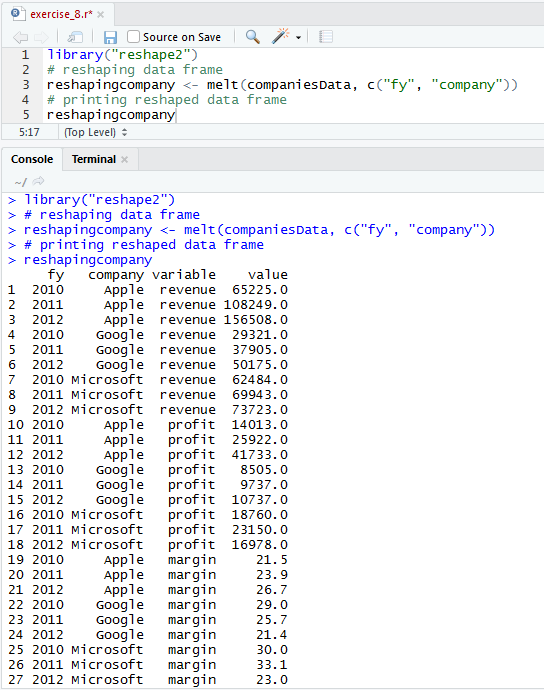 exercise_8.r*
Source on Save
1 library("reshape2")
2 # reshaping data frame
3 reshapingcompany <- melt(companiesData, c("fy", "company"))
4 # printing reshaped data frame
5 reshapingcompany
5:17 (Top Level)
Console Terminal
~/
> library("reshape2")
> # reshaping data frame
> reshapingcompany <- melt(companiesData, c("fy", "company"))
> # printing reshaped data frame
> reshapingcompany
fy company variable value
1 2010 Apple revenue 65225.0
2 2011 Apple revenue 108249.0
3 2012 Apple revenue 156508.0
4 2010 Google revenue 29321.0
5 2011 Google revenue 37905.0
6 2012 Google revenue 50175.0
7 2010 Microsoft revenue 62484.0
8 2011 Microsoft revenue 69943.0
9 2012 Microsoft revenue 73723.0
10 2010 Apple profit 14013.0
11 2011 Apple profit 25922.0
12 2012 Apple profit 41733.0
13 2010 Google profit 8505.0
14 2011 Google profit 9737.0
15 2012 Google profit 10737.0
16 2010 Microsoft profit 18760.0
17 2011 Microsoft profit 23150.0
18 2012 Microsoft profit 16978.0
19 2010 Apple margin 21.5
20 2011 Apple margin 23.9
21 2012 Apple margin 26.7
22 2010 Google margin 29.0
23 2011 Google margin 25.7
24 2012 Google margin 21.4
25 2010 Microsoft margin 30.0
26 2011 Microsoft margin 33.1
27 2012 Microsoft margin 23.0